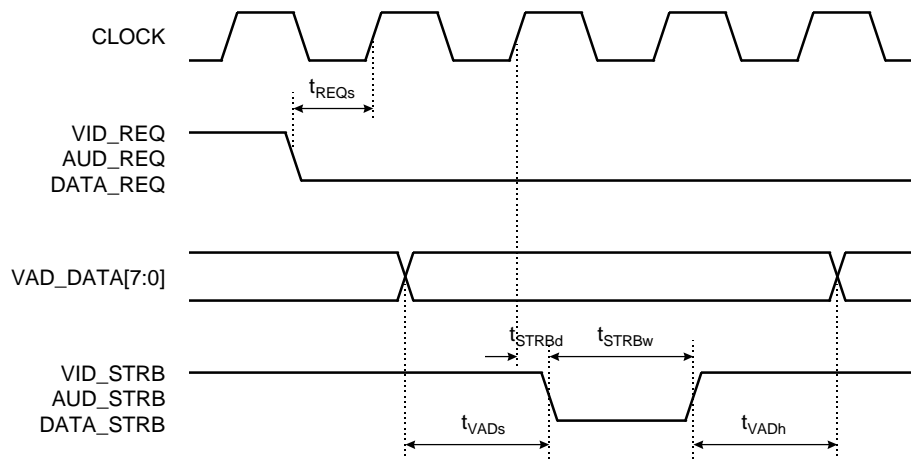 CLOCK
tREQs
VID_REQ
AUD_REQ
DATA_REQ
VAD_DATA[7:0]
tSTRBd
tSTRBw
VID_STRB
AUD_STRB
DATA_STRB
tVADs
tVADh